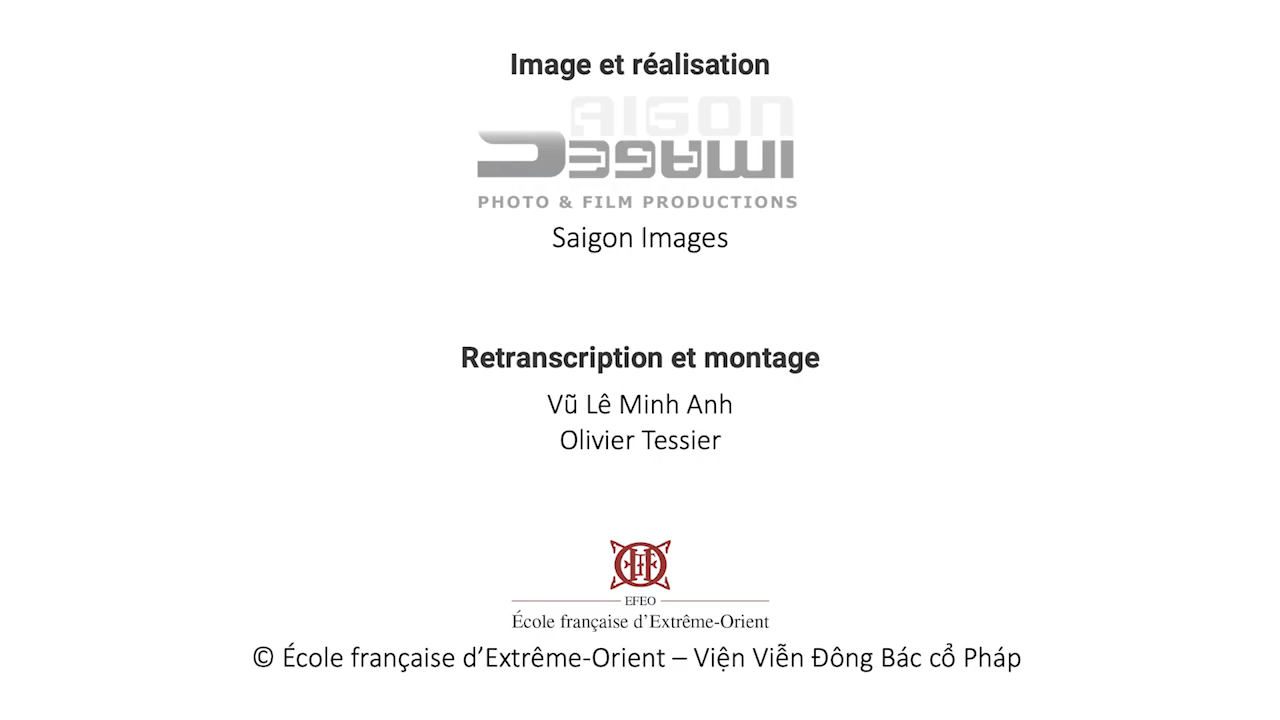 Image et réalisation
SAIGON
IMAGES
PHOTO & FILM PRODUCTIONS
Saigon Images
Retranscription et montage
Vũ Lê Minh Anh
Olivier Tessier
EFEO
École française d’Extrême-Orient
© École française d’Extrême-Orient – Viện Viễn Đông Bác cổ Pháp